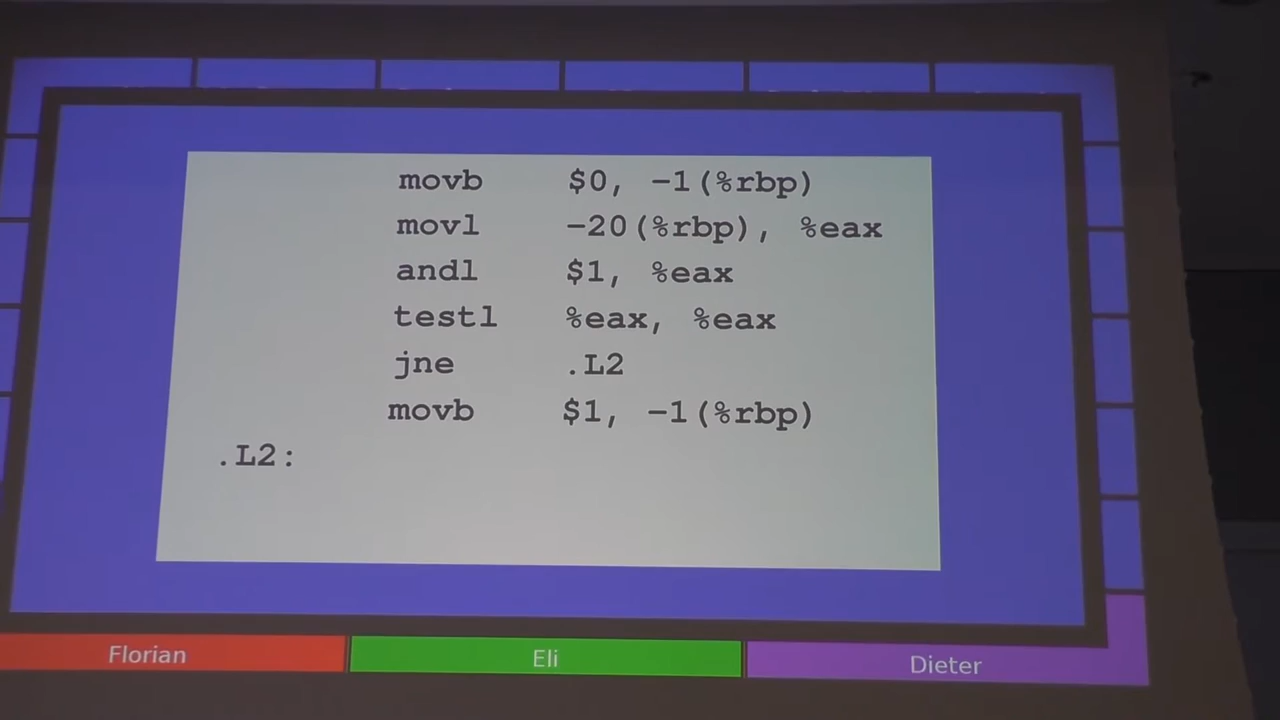 movb $0, -1(%rbp)
movl -20(%rbp), %eax
andl $1, %eax
testl %eax, %eax
jne .L2
movb $1, -1(%rbp)
.L2:
Florian
Eli
Dieter